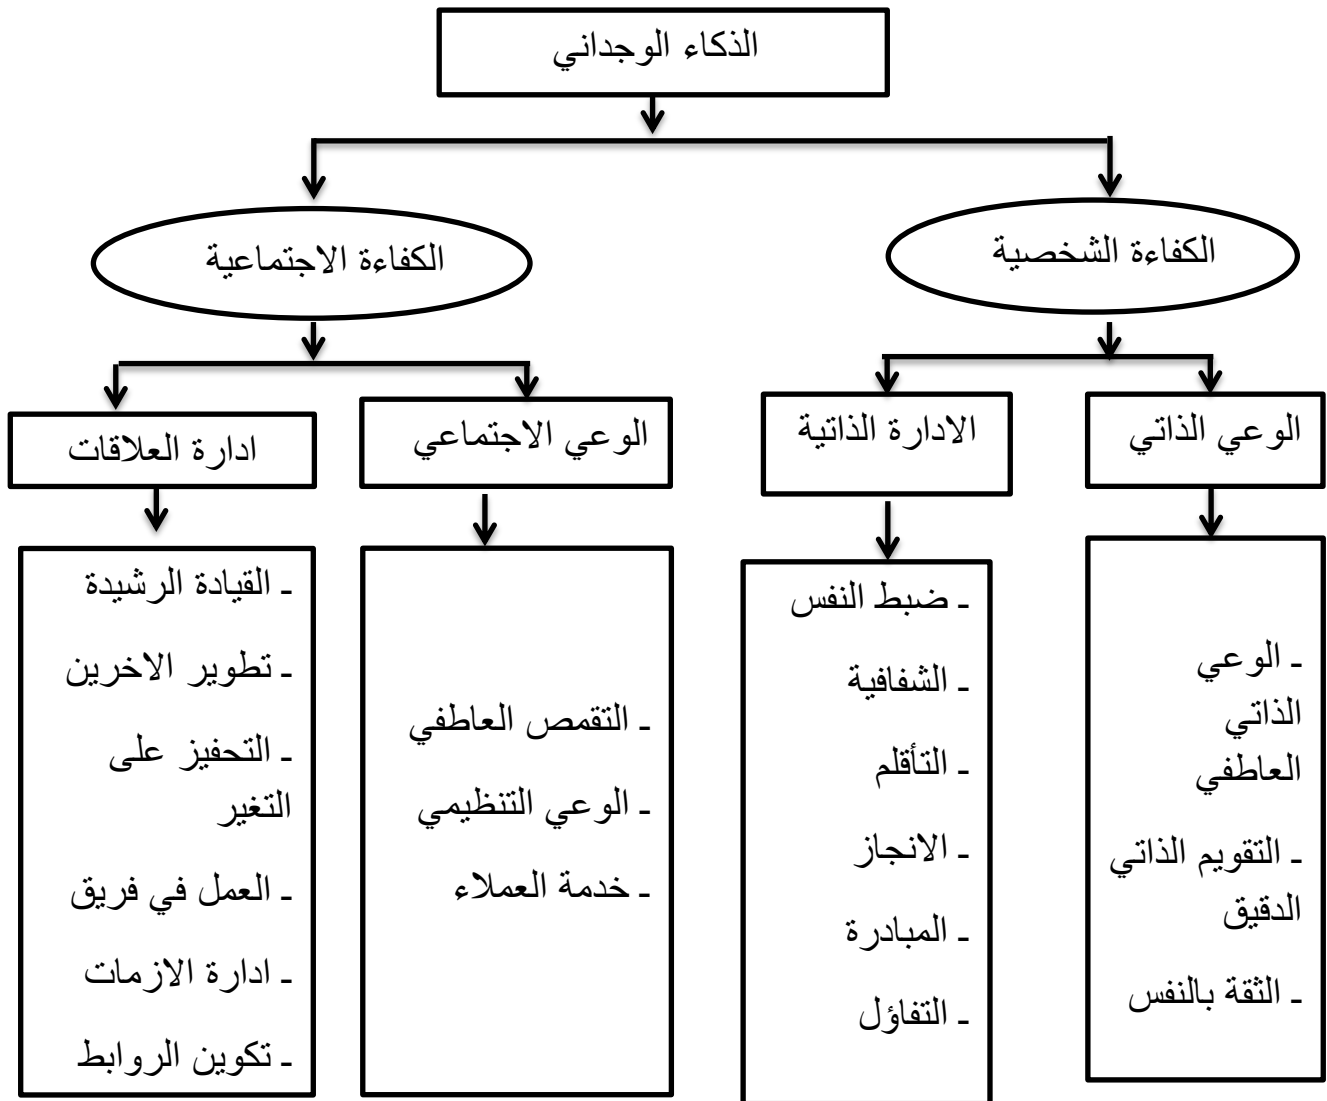 الذكاء الوجداني
الكفاءة الشخصية
الكفاءة الاجتماعية
الوعي الذاتي
الادارة الذاتية
الوعي الاجتماعي
ادارة العلاقات
ـ الوعي
الذاتي
العاطفي
ـ التقويم الذاتي
الدقيق
ـ الثقة بالنفس
ـ ضبط النفس
ـ الشفافية
ـ التأقلم
ـ الانجاز
ـ المبادرة
ـ التفاؤل
ـ التقمص العاطفي
ـ الوعي التنظيمي
ـ خدمة العملاء
ـ القيادة الرشيدة
ـ تطوير الاخرين
ـ التحفيز على
التغير
ـ العمل في فريق
ـ ادارة الازمات
ـ تكوين الروابط